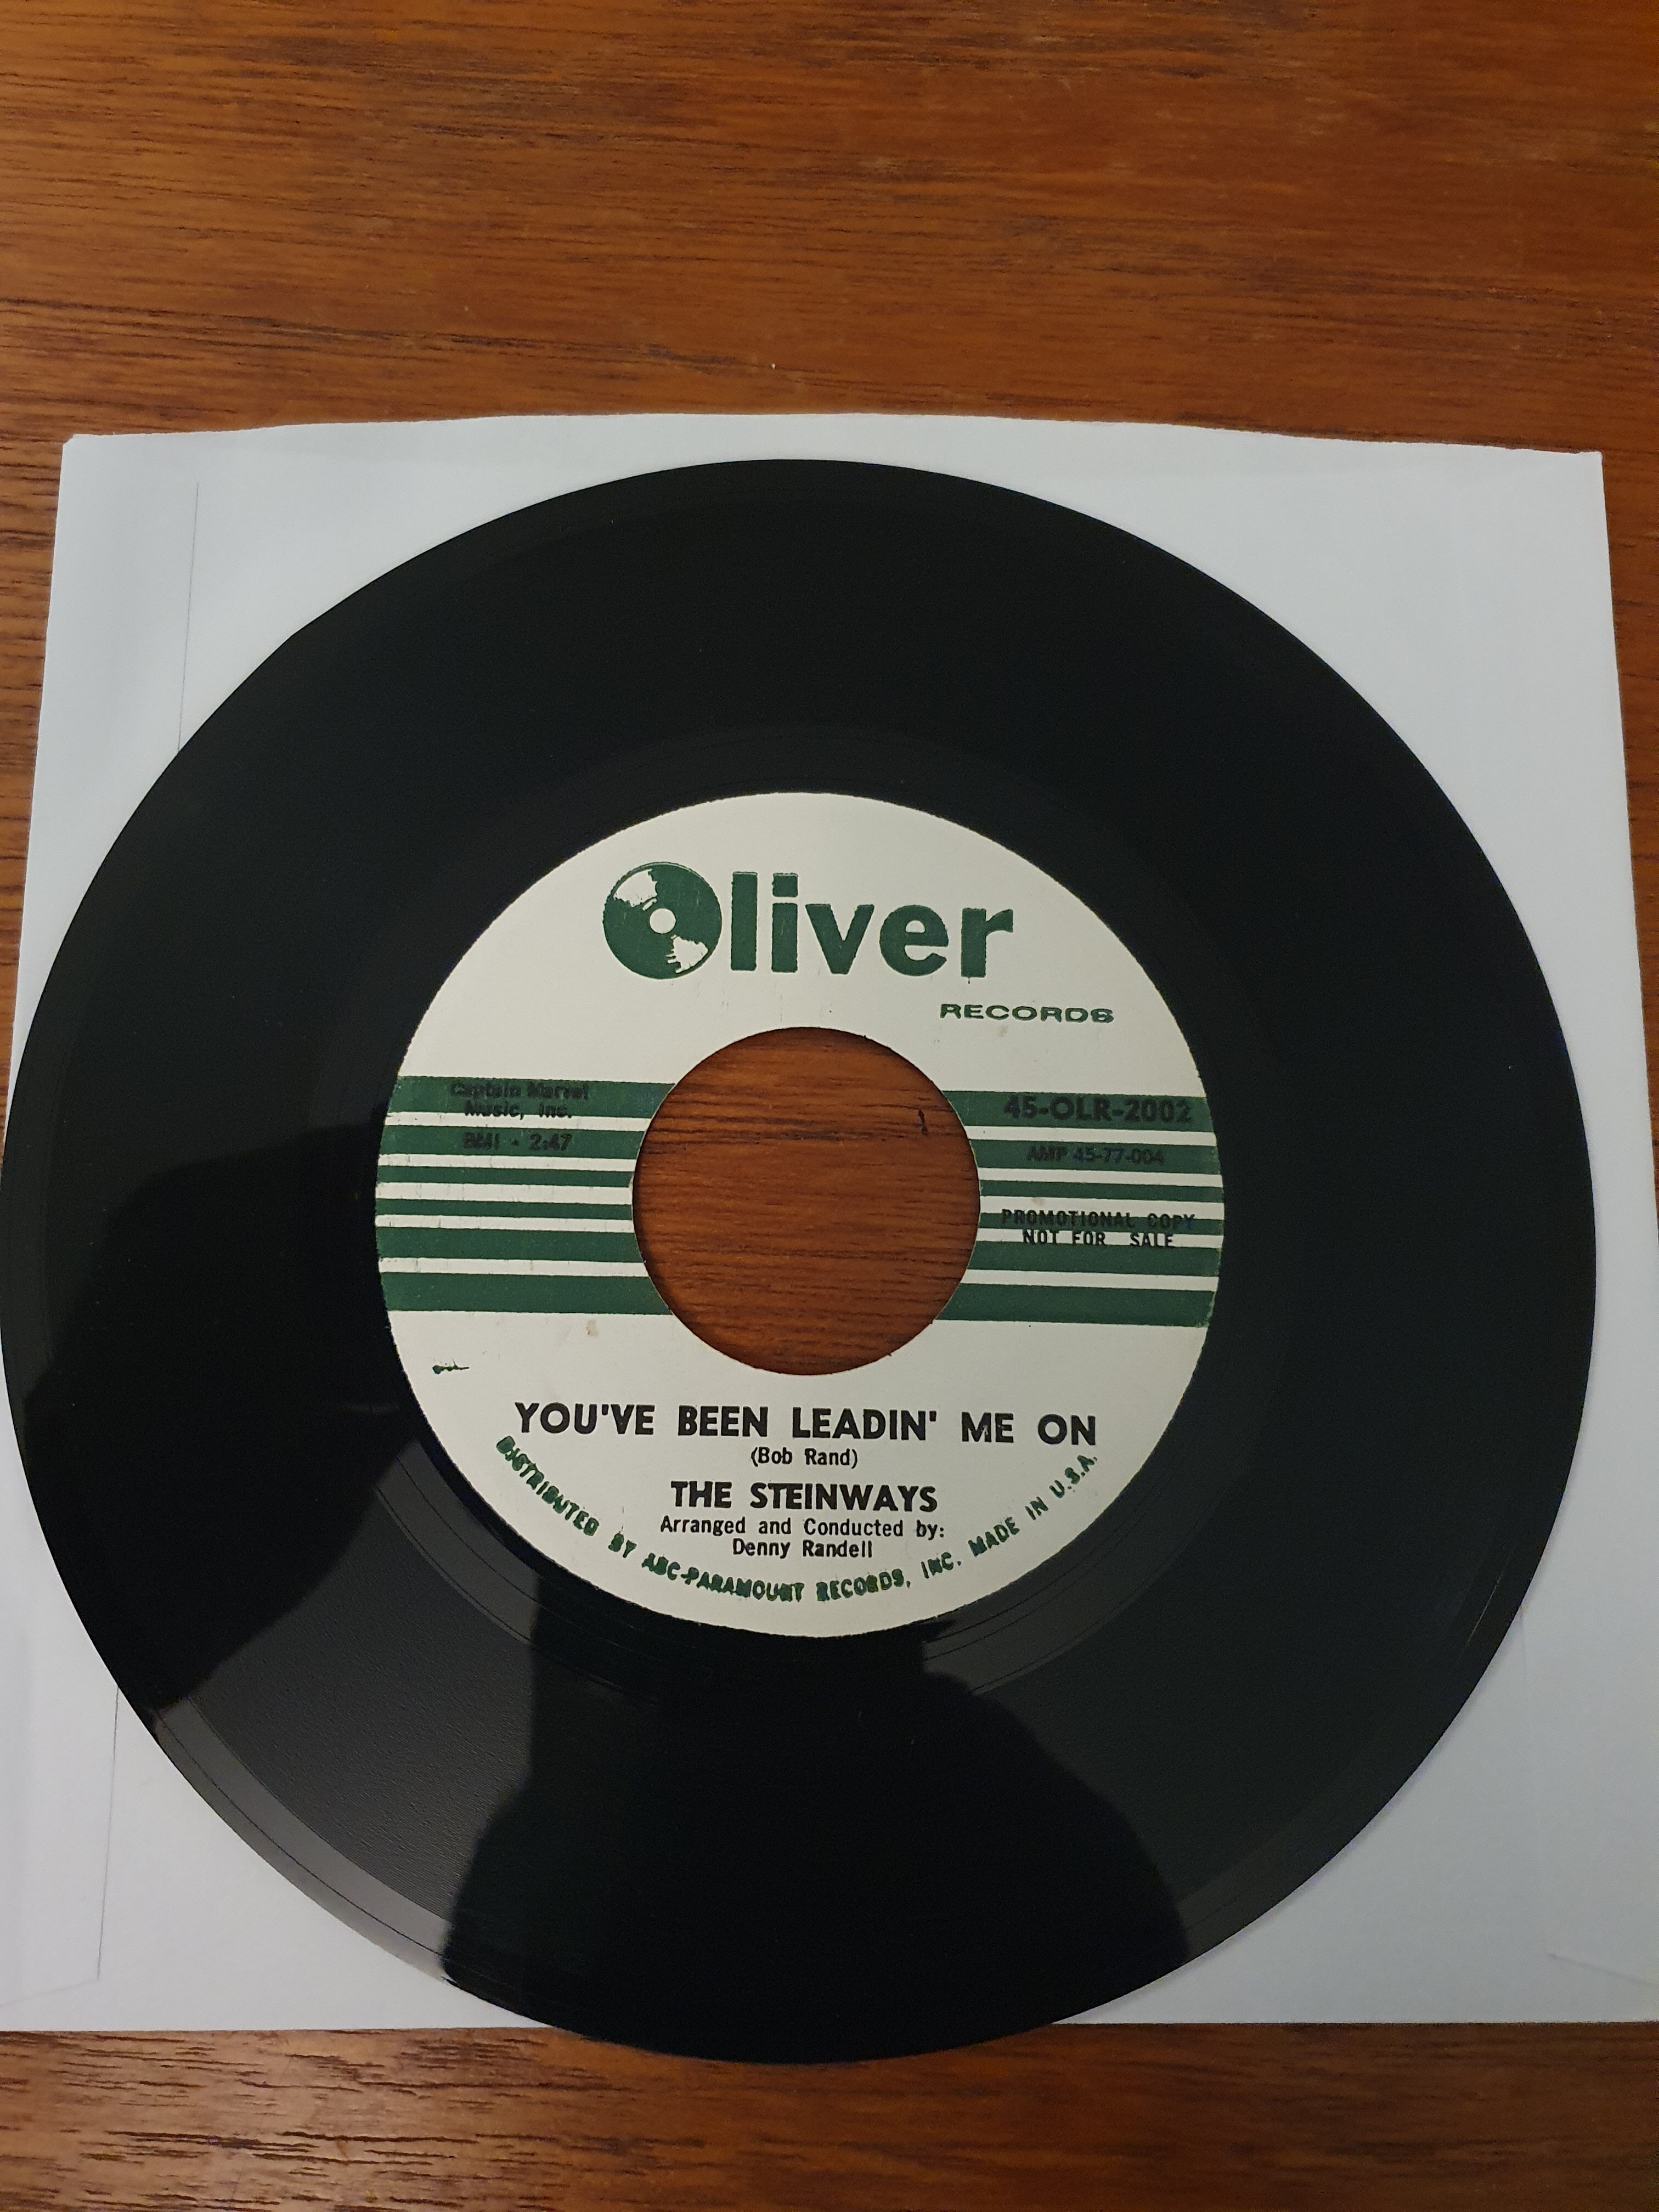 Oliver
RECORDS
Captain Marvel
Music, Inc.
BMI - 2:47
45-OLR-2002
AMP 45-77-004
PROMOTIONAL COPY
NOT FOR SALE
YOU'VE BEEN LEADIN' ME ON
(Bob Rand)
THE STEINWAYS
Arranged and Conducted by:
Denny Randell
DISTRIBUTED BY ABC-PARAMOUNT RECORDS, INC. MADE IN U.S.A.